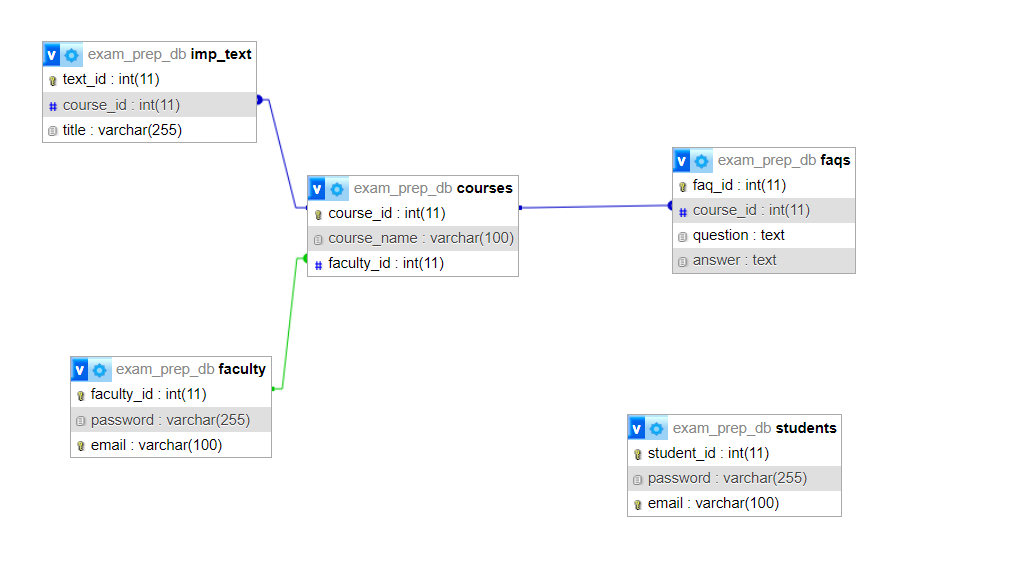 v exam_prep_db imp_text
text_id : int(11)
# course_id : int(11)
title : varchar(255)
v exam_prep_db courses
course_id : int(11)
course_name : varchar(100)
# faculty_id : int(11)
v exam_prep_db faqs
faq_id : int(11)
# course_id : int(11)
question : text
answer : text
v exam_prep_db faculty
faculty_id : int(11)
password : varchar(255)
email : varchar(100)
v exam_prep_db students
student_id : int(11)
password : varchar(255)
email : varchar(100)